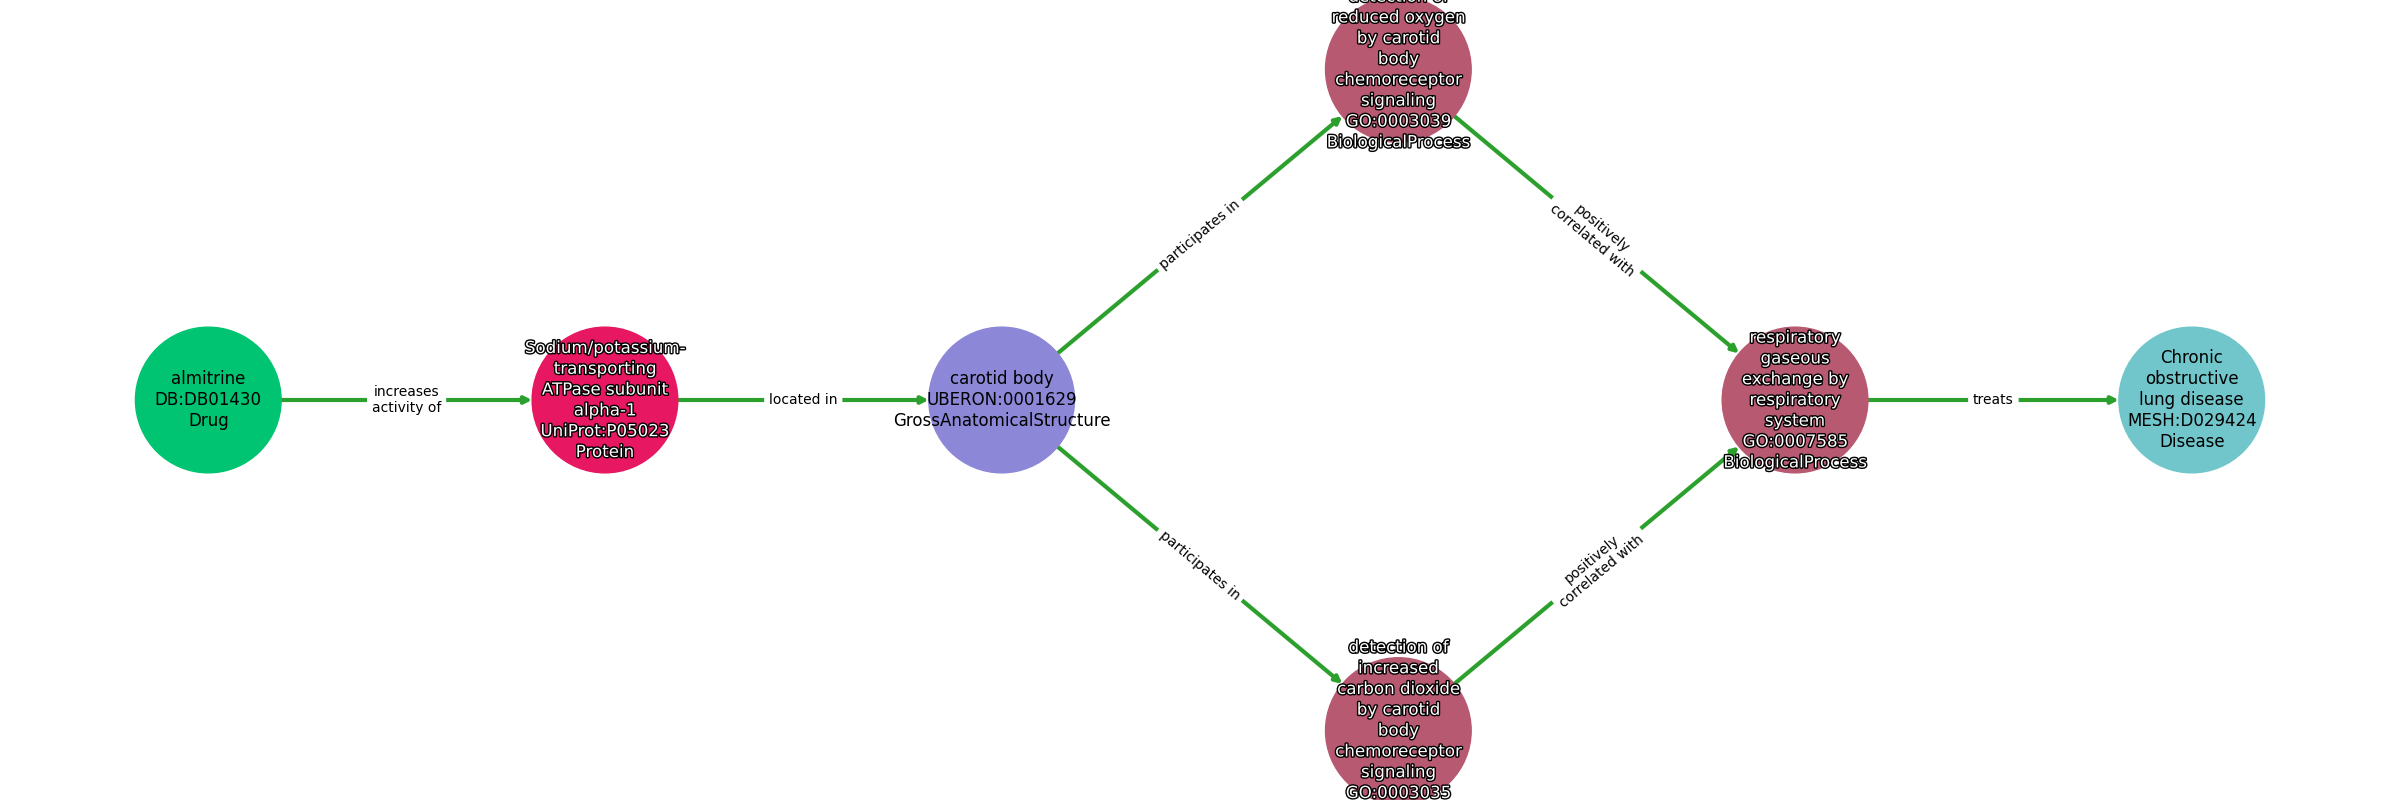 almitrine
DB:DB01430
Drug
increases
activity of
Sodium/potassium-
transporting
ATPase subunit
alpha-1
UniProt:P05023
Protein
located in
carotid body
UBERON:0001629
GrossAnatomicalStructure
participates in
participates in
detection of
reduced oxygen
by carotid
body
chemoreceptor
signaling
GO:0003039
BiologicalProcess
detection of
increased
carbon dioxide
by carotid
body
chemoreceptor
signaling
GO:0003035
positively
correlated with
positively
correlated with
respiratory
gaseous
exchange by
respiratory
system
GO:0007585
BiologicalProcess
treats
Chronic
obstructive
lung disease
MESH:D029424
Disease